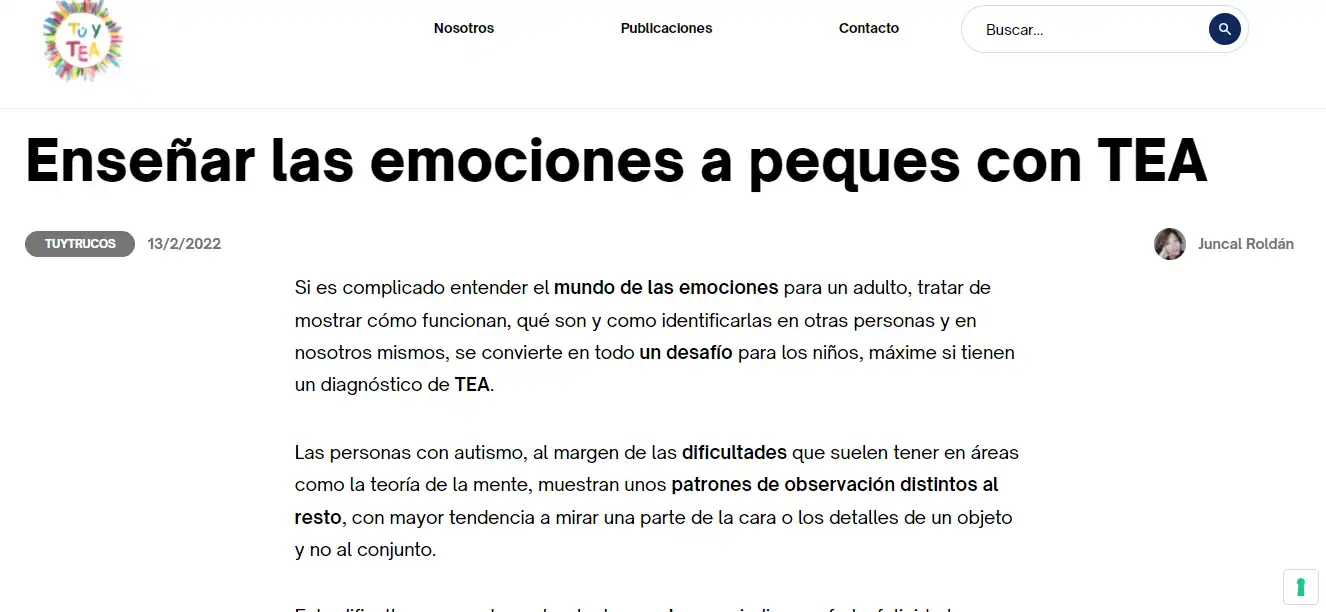 TU Y
TEA
Nosotros
Publicaciones
Contacto
Buscar...
Enseñar las emociones a peques con TEA
TUYTRUCOS
13/2/2022
Juncal Roldán
Si es complicado entender el mundo de las emociones para un adulto, tratar de
mostrar cómo funcionan, qué son y como identificarlas en otras personas y en
nosotros mismos, se convierte en todo un desafío para los niños, máxime si tienen
un diagnóstico de TEA.
Las personas con autismo, al margen de las dificultades que suelen tener en áreas
como la teoría de la mente, muestran unos patrones de observación distintos al
resto, con mayor tendencia a mirar una parte de la cara o los detalles de un objeto
y no al conjunto.